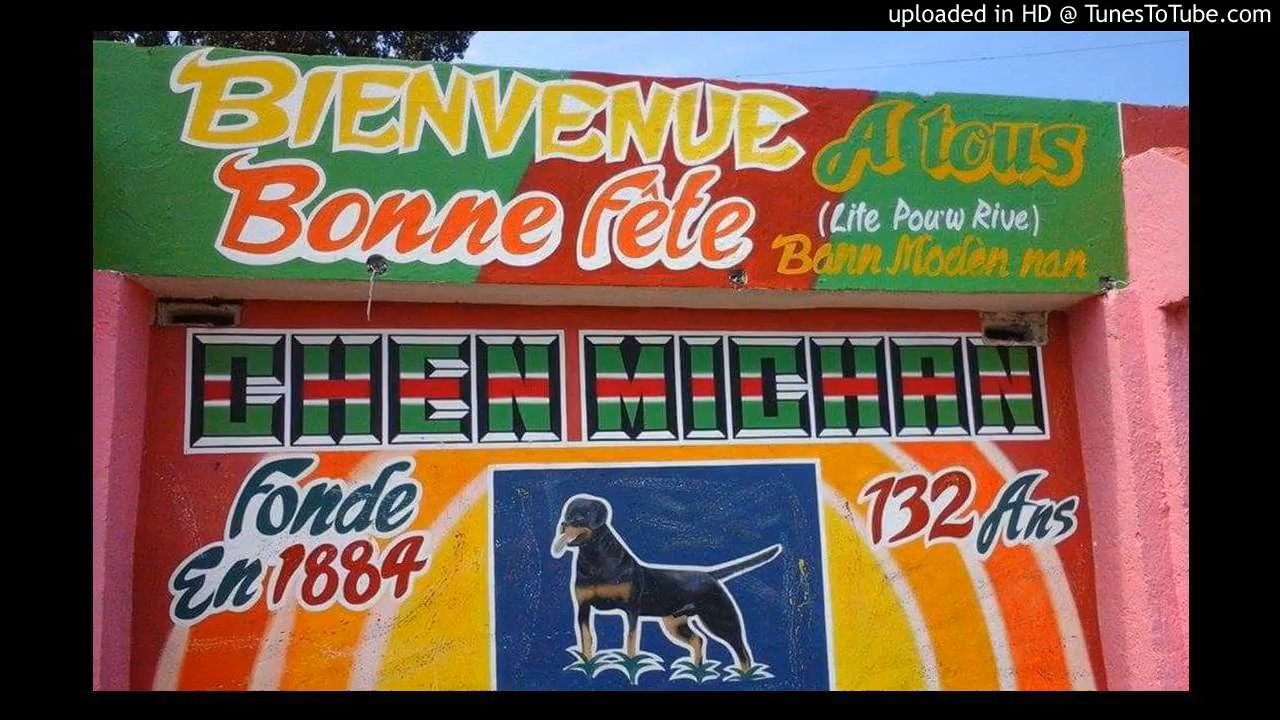 uploaded in HD @ TunesToTube.com
BIENVENUE A tous
Bonne fête (Lite Pouw Rive)
Bann Modèn nan
CHEN MICHAN
Fonde
En 1884
132 Ans